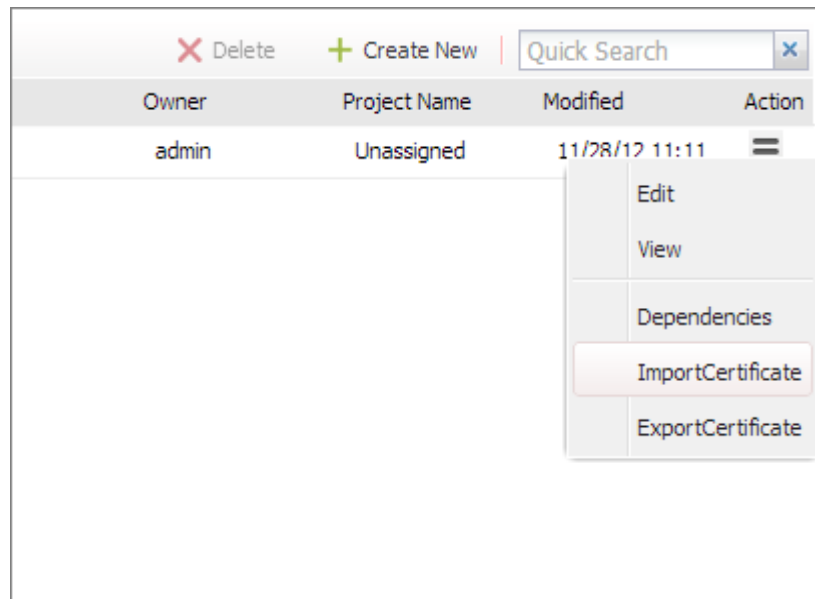 Delete Create New Quick Search
Owner Project Name Modified Action
admin Unassigned 11/28/12 11:11
Edit
View
Dependencies
ImportCertificate
ExportCertificate